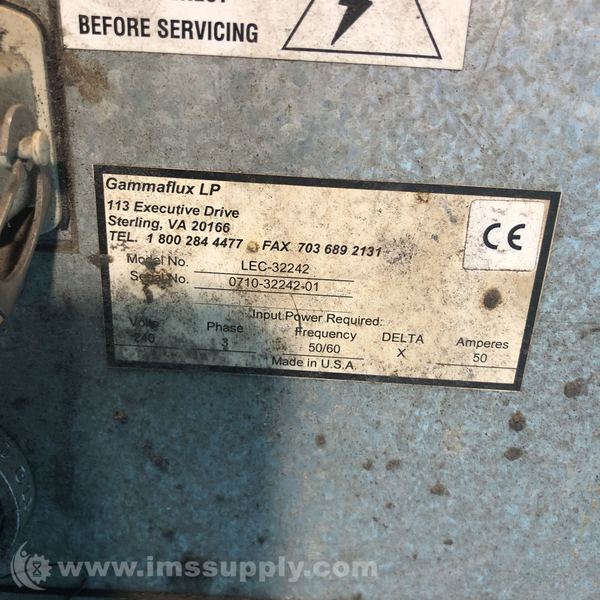 BEFORE SERVICING
Gammaflux LP
113 Executive Drive
Sterling, VA 20166
TEL. 1 800 284 4477 FAX 703 689 2131
CE
Model No. LEC-32242
Serial No. 0710-32242-01
Input Power Required:
Volts Phase Frequency DELTA Amperes
240 3 50/60 X 50
Made in U.S.A.
www.imssupply.com